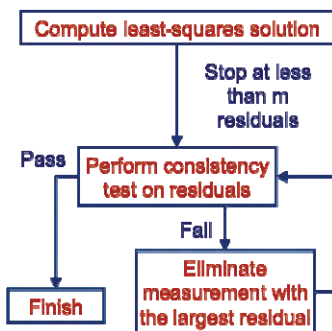 Compute least-squares solution
Stop at less
than m
residuals
Pass
Perform consistency
test on residuals
Fail
Eliminate
measurement with
the largest residual
Finish